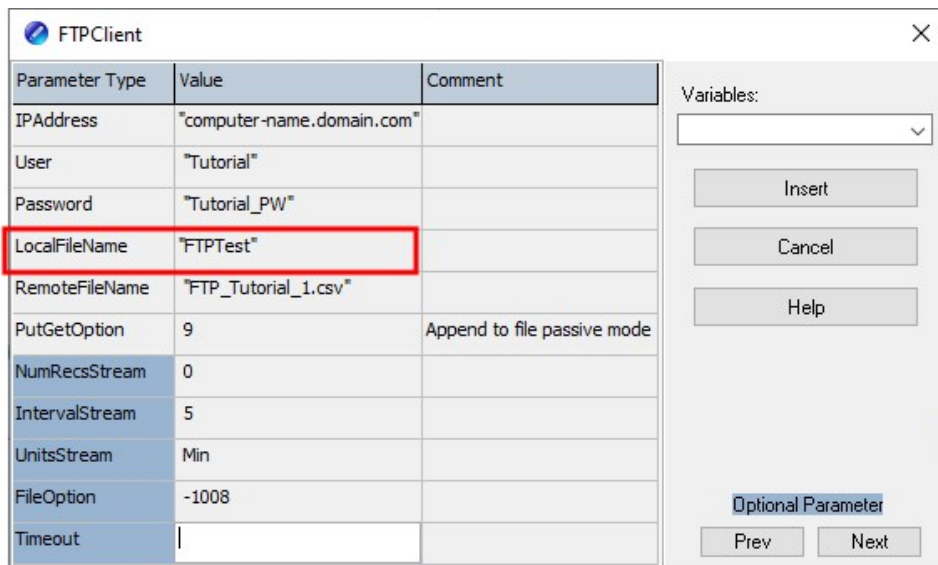 FTPClient
Parameter Type Value Comment
IPAddress "computer-name.domain.com"
User "Tutorial"
Password "Tutorial_PW"
LocalFileName "FTPTest"
RemoteFileName "FTP_Tutorial_1.csv"
PutGetOption 9 Append to file passive mode
NumRecsStream 0
IntervalStream 5
UnitsStream Min
FileOption -1008
Timeout
Variables:
Insert
Cancel
Help
Optional Parameter
Prev Next